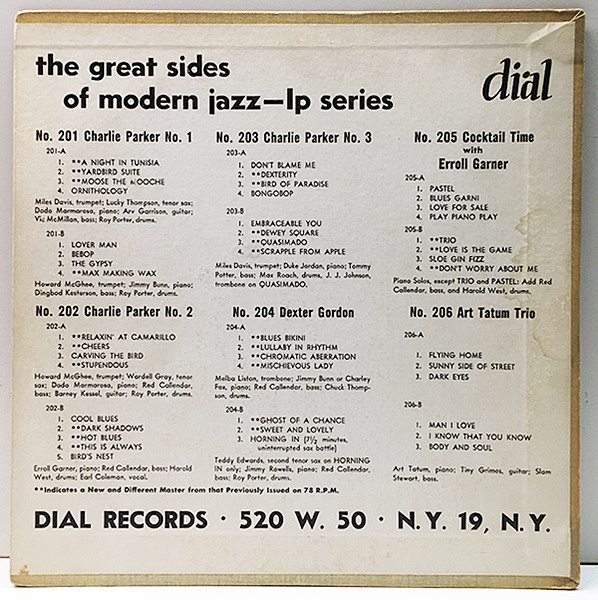 the great sides
of modern jazz—lp series
dial
No. 201 Charlie Parker No. 1
201-A
1. **A NIGHT IN TUNISIA
2. **YARDBIRD SUITE
3. **MOOSE THE MOOCHE
4. ORNITHOLOGY
Miles Davis, trumpet; Lucky Thompson, tenor sax;
Dodo Marmarosa, piano; Arv Garrison, guitar;
Vic McMillan, bass; Roy Porter, drums.
201-B
1. LOVER MAN
2. BEBOP
3. THE GYPSY
4. **MAX MAKING WAX
Howard McGhee, trumpet; Jimmy Bunn, piano;
Dingbod Kesterson, bass; Roy Porter, drums.
No. 202 Charlie Parker No. 2
202-A
1. **RELAXIN' AT CAMARILLO
2. **CHEERS
3. CARVING THE BIRD
4. **STUPENDOUS
Howard McGhee, trumpet; Wardell Gray, tenor
sax; Dodo Marmarosa, piano; Red Callendar,
bass; Barney Kessel, guitar; Roy Porter, drums.
202-B
1. COOL BLUES
2. **DARK SHADOWS
3. **HOT BLUES
4. **THIS IS ALWAYS
5. BIRD'S NEST
Erroll Garner, piano; Red Callendar, bass; Harold
West, drums; Earl Coleman, vocal.
No. 203 Charlie Parker No. 3
203-A
1. DON'T BLAME ME
2. **DEXTERITY
3. **BIRD OF PARADISE
4. BONGOBOP
203-B
1. EMBRACEABLE YOU
2. **DEWEY SQUARE
3. **QUASIMADO
4. **SCRAPPLE FROM APPLE
Miles Davis, trumpet; Duke Jordan, piano; Tommy
Potter, bass; Max Roach, drums, J. J. Johnson,
trombone on QUASIMADO.
No. 204 Dexter Gordon
204-A
1. **BLUES BIKINI
2. **LULLABY IN RHYTHM
3. **CHROMATIC ABERRATION
4. **MISCHIEVOUS LADY
Melba Liston, trombone; Jimmy Bunn or Charley
Fox, piano; Red Callendar, bass; Chuck Thomp-
son, drums.
204-B
1. **GHOST OF A CHANCE
2. **SWEET AND LOVELY
3. HORNING IN (7½ minutes,
uninterrupted sax battle)
Teddy Edwards, second tenor sax on HORNING
IN only; Jimmy Rowells, piano; Red Callendar,
bass; Roy Porter, drums.
No. 205 Cocktail Time
with
Erroll Garner
205-A
1. PASTEL
2. BLUES GARNI
3. LOVE FOR SALE
4. PLAY PIANO PLAY
205-B
1. **TRIO
2. **LOVE IS THE GAME
3. SLOE GIN FIZZ
4. **DON'T WORRY ABOUT ME
Piano Solos, except TRIO and PASTEL: Add Red
Callendar, bass, and Harold West, drums.
No. 206 Art Tatum Trio
206-A
1. FLYING HOME
2. SUNNY SIDE OF STREET
3. DARK EYES
206-B
1. MAN I LOVE
2. I KNOW THAT YOU KNOW
3. BODY AND SOUL
Art Tatum, piano; Tiny Grimes, guitar; Slam
Stewart, bass.
**Indicates a New and Different Master from that Previously Issued on 78 R.P.M.
DIAL RECORDS · 520 W. 50 · N.Y. 19, N.Y.